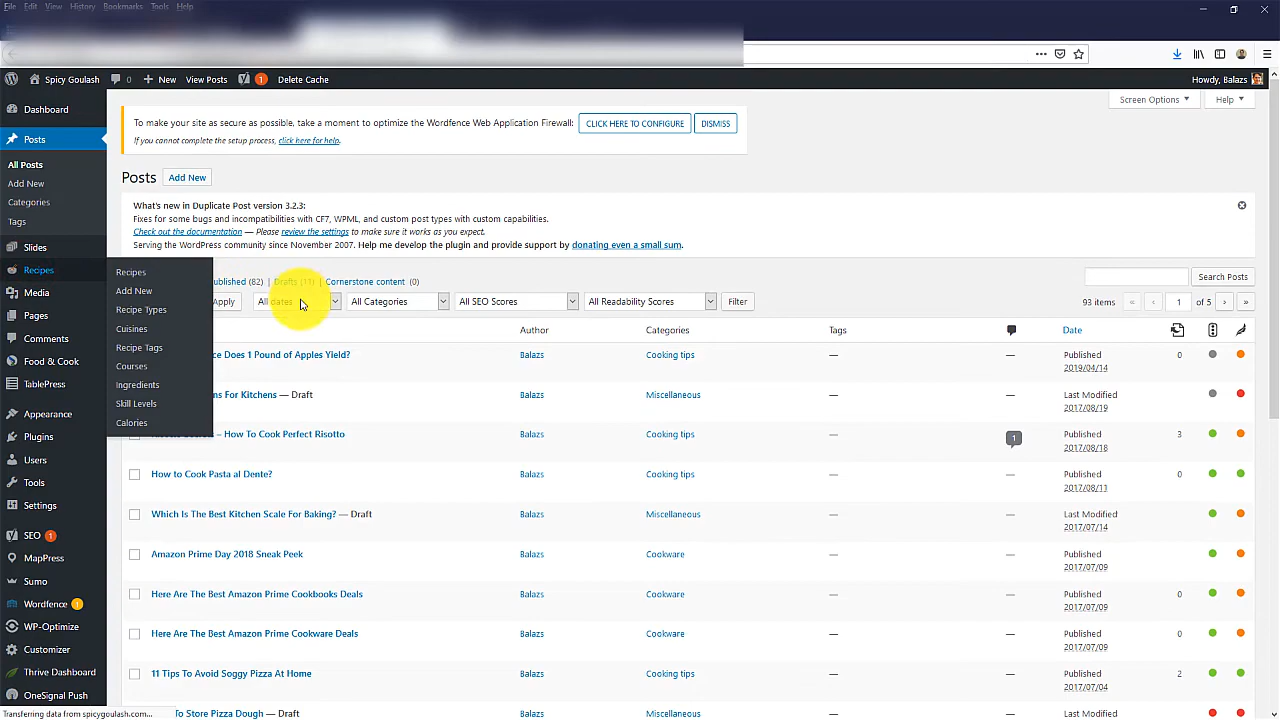 File Edit View History Bookmarks Tools Help
Spicy Goulash 0 New View Posts 1 Delete Cache Howdy, Balazs
Dashboard
Posts
All Posts
Add New
Categories
Tags
Slides
Recipes
Media
Pages
Comments
Food & Cook
TablePress
Appearance
Plugins
Users
Tools
Settings
SEO 1
MapPress
Sumo
Wordfence 1
WP-Optimize
Customizer
Thrive Dashboard
OneSignal Push
Transferring data from spicygoulash.com...
Recipes
Add New
Recipe Types
Cuisines
Recipe Tags
Courses
Ingredients
Skill Levels
Calories
Screen Options Help
To make your site as secure as possible, take a moment to optimize the Wordfence Web Application Firewall: CLICK HERE TO CONFIGURE DISMISS
If you cannot complete the setup process, click here for help.
Posts Add New
What's new in Duplicate Post version 3.2.3:
Fixes for some bugs and incompatibilities with CF7, WPML, and custom post types with custom capabilities.
Check out the documentation — Please review the settings to make sure it works as you expect.
Serving the WordPress community since November 2007. Help me develop the plugin and provide support by donating even a small sum.
(82) | Drafts (11) | Cornerstone content (0)
Search Posts
Apply All dates All Categories All SEO Scores All Readability Scores Filter 93 items « ‹ 1 of 5 › »
Author Categories Tags Date
Does 1 Pound of Apples Yield? Balazs Cooking tips — — Published 0
2019/04/14
For Kitchens — Draft Balazs Miscellaneous — — Last Modified
2017/08/19
– How To Cook Perfect Risotto Balazs Cooking tips — 1 Published 3
2017/08/18
How to Cook Pasta al Dente? Balazs Cooking tips — — Published 0
2017/08/11
Which Is The Best Kitchen Scale For Baking? — Draft Balazs Miscellaneous — — Last Modified
2017/07/14
Amazon Prime Day 2018 Sneak Peek Balazs Cookware — — Published
2017/07/09
Here Are The Best Amazon Prime Cookbooks Deals Balazs Cookware — — Published 0
2017/07/09
Here Are The Best Amazon Prime Cookware Deals Balazs Cookware — — Published 0
2017/07/09
11 Tips To Avoid Soggy Pizza At Home Balazs Cooking tips — — Published 2
2017/07/04
To Store Pizza Dough — Draft Balazs Miscellaneous — — Last Modified